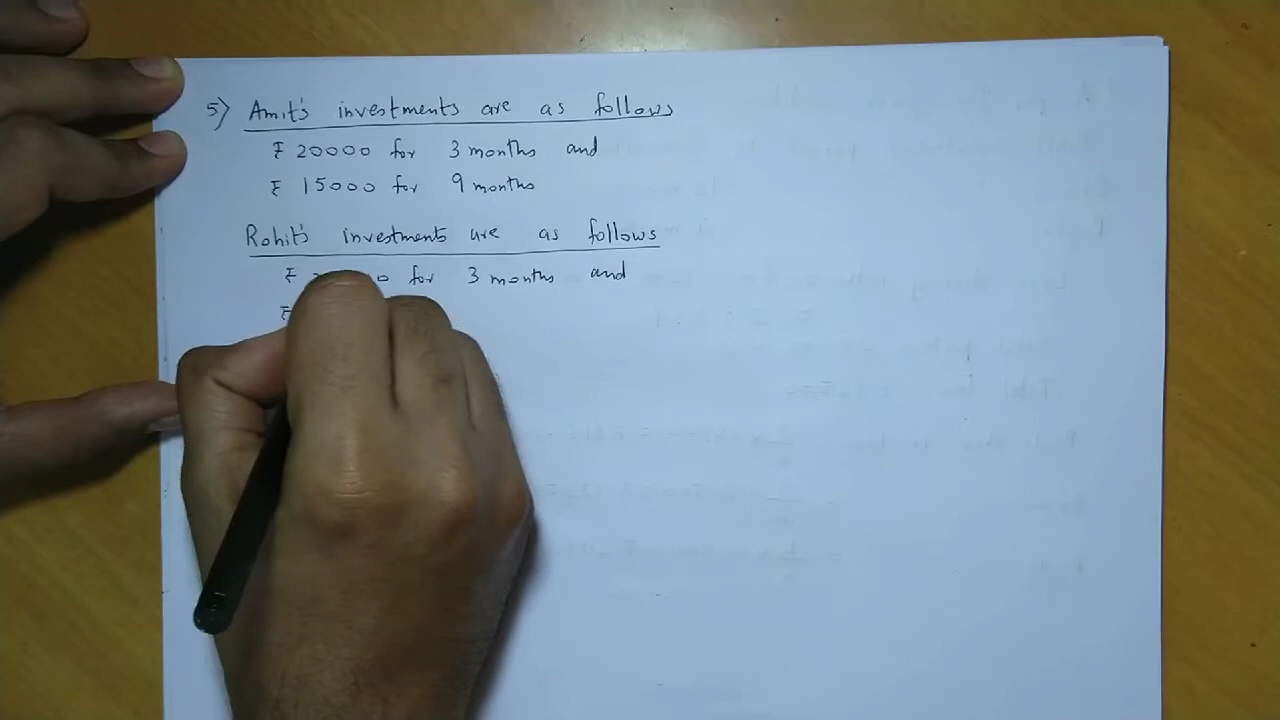 5) Amit's investments are as follows
₹ 20000 for 3 months and
₹ 15000 for 9 months
Rohit's investments are as follows
₹ for 3 months and
₹